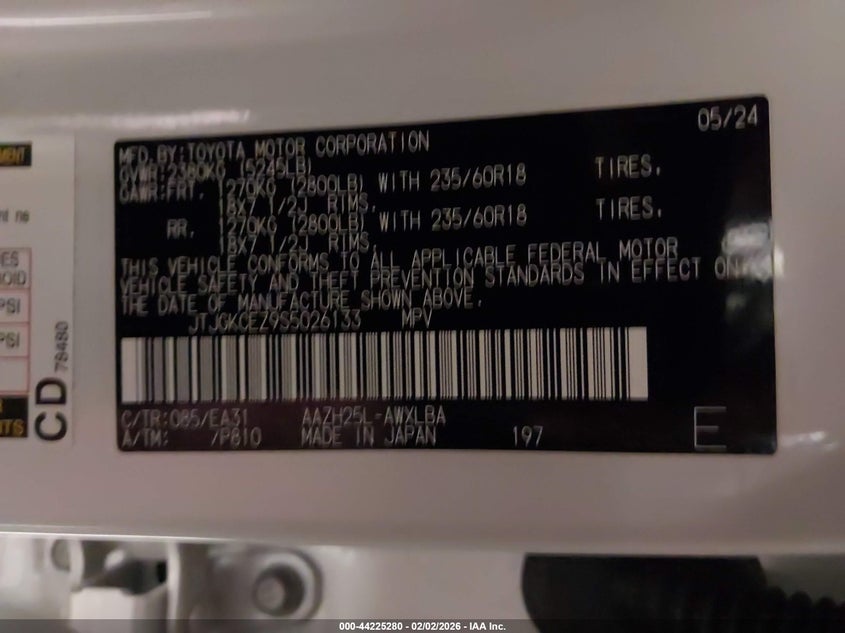 05/24
MFD.BY:TOYOTA MOTOR CORPORATION
GVWR:2380KG (5245LB)
GAWR:FRT. 1270KG (2800LB) WITH 235/60R18 TIRES,
18X7 1/2J RIMS,
RR. 1270KG (2800LB) WITH 235/60R18 TIRES,
18X7 1/2J RIMS.
THIS VEHICLE CONFORMS TO ALL APPLICABLE FEDERAL MOTOR
VEHICLE SAFETY AND THEFT PREVENTION STANDARDS IN EFFECT ON
THE DATE OF MANUFACTURE SHOWN ABOVE.
JTJGKCEZ9S5026133 MPV
C/TR:085/EA31 AAZH25L-AWXLBA
A/TM: /P810 MADE IN JAPAN 197
E
CD
78480
PSI
PSI
000-44225280 - 02/02/2026 - IAA Inc.